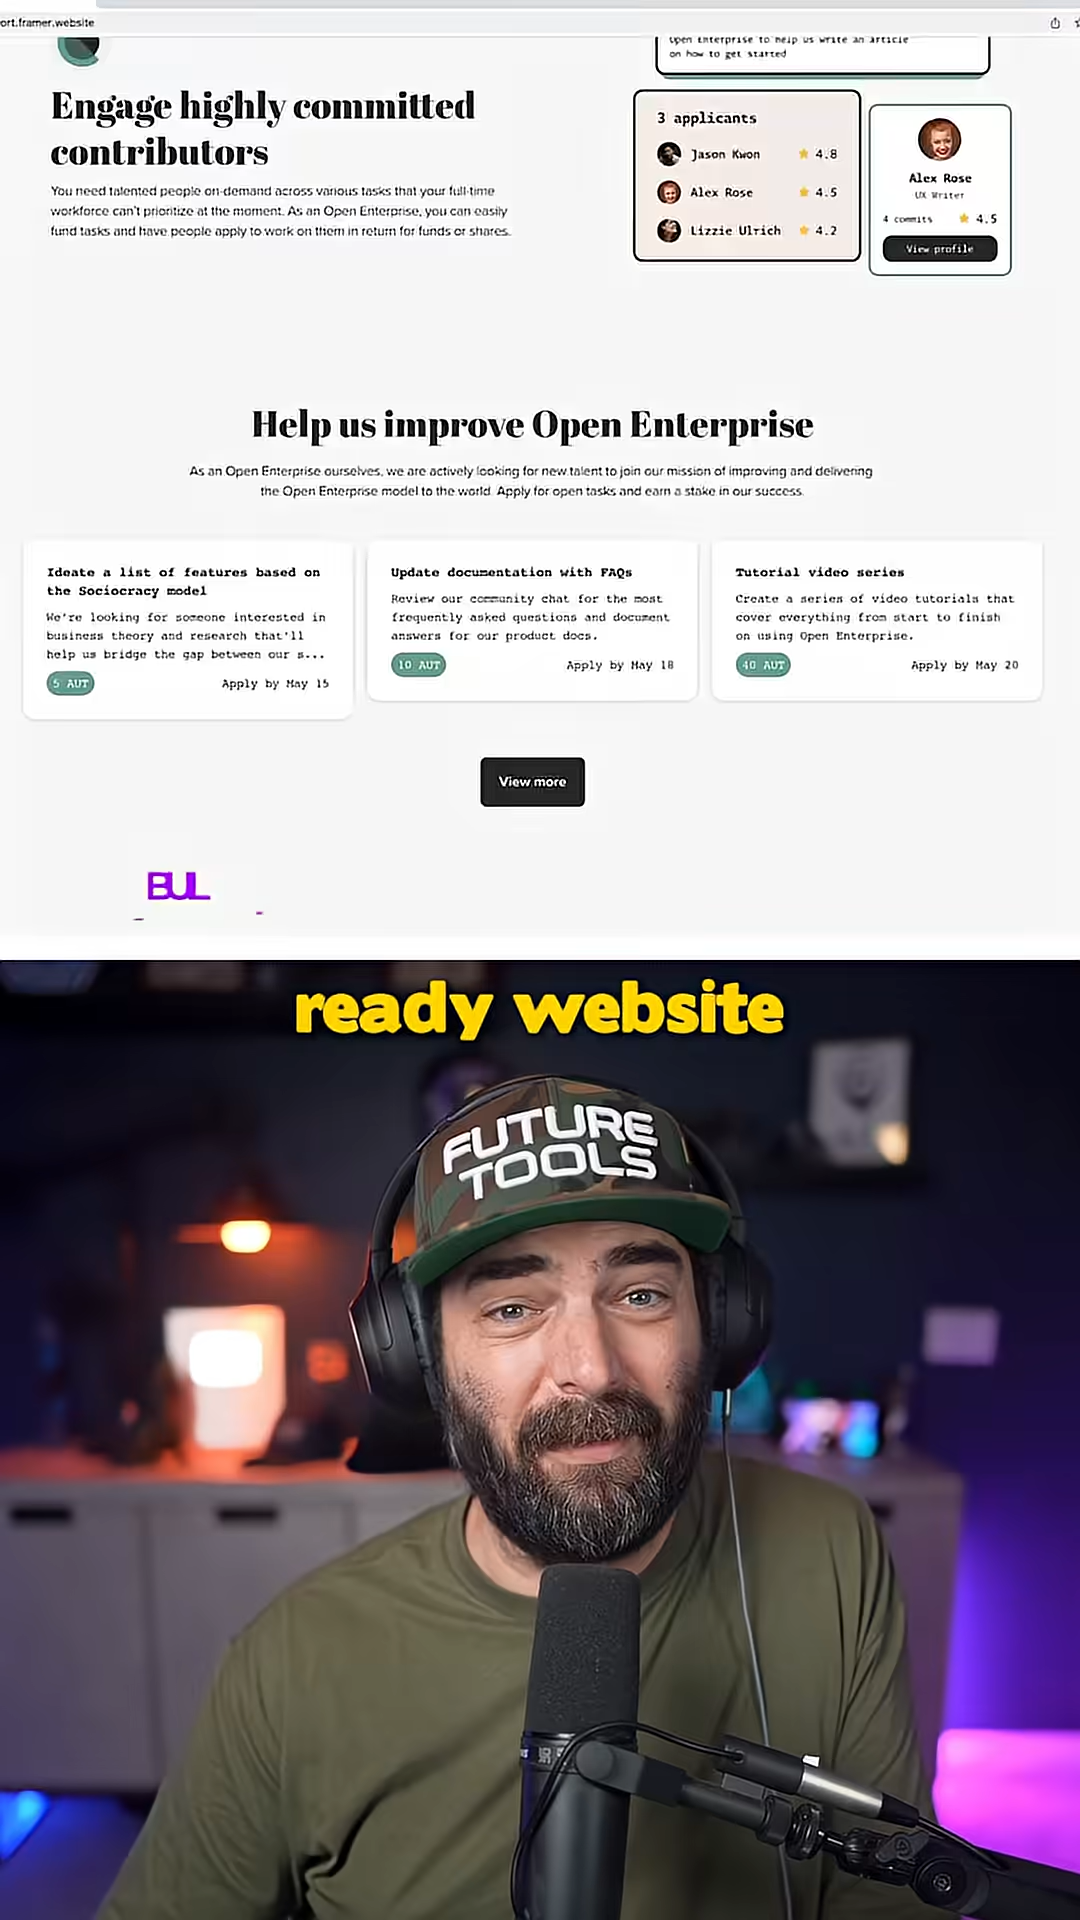 ort.framer.website
Open Enterprise to help us write an article
on how to get started
Engage highly committed
contributors
You need talented people on-demand across various tasks that your full-time
workforce can't prioritize at the moment. As an Open Enterprise, you can easily
fund tasks and have people apply to work on them in return for funds or shares.
3 applicants
Jason Kwon 4.8
Alex Rose 4.5
Lizzie Ulrich 4.2
Alex Rose
UX Writer
4 commits 4.5
View profile
Help us improve Open Enterprise
As an Open Enterprise ourselves, we are actively looking for new talent to join our mission of improving and delivering
the Open Enterprise model to the world. Apply for open tasks and earn a stake in our success.
Ideate a list of features based on
the Sociocracy model
We're looking for someone interested in
business theory and research that'll
help us bridge the gap between our s...
5 AUT Apply by May 15
Update documentation with FAQs
Review our community chat for the most
frequently asked questions and document
answers for our product docs.
10 AUT Apply by May 18
Tutorial video series
Create a series of video tutorials that
cover everything from start to finish
on using Open Enterprise.
40 AUT Apply by May 20
View more
BUL
ready website
FUTURE
TOOLS